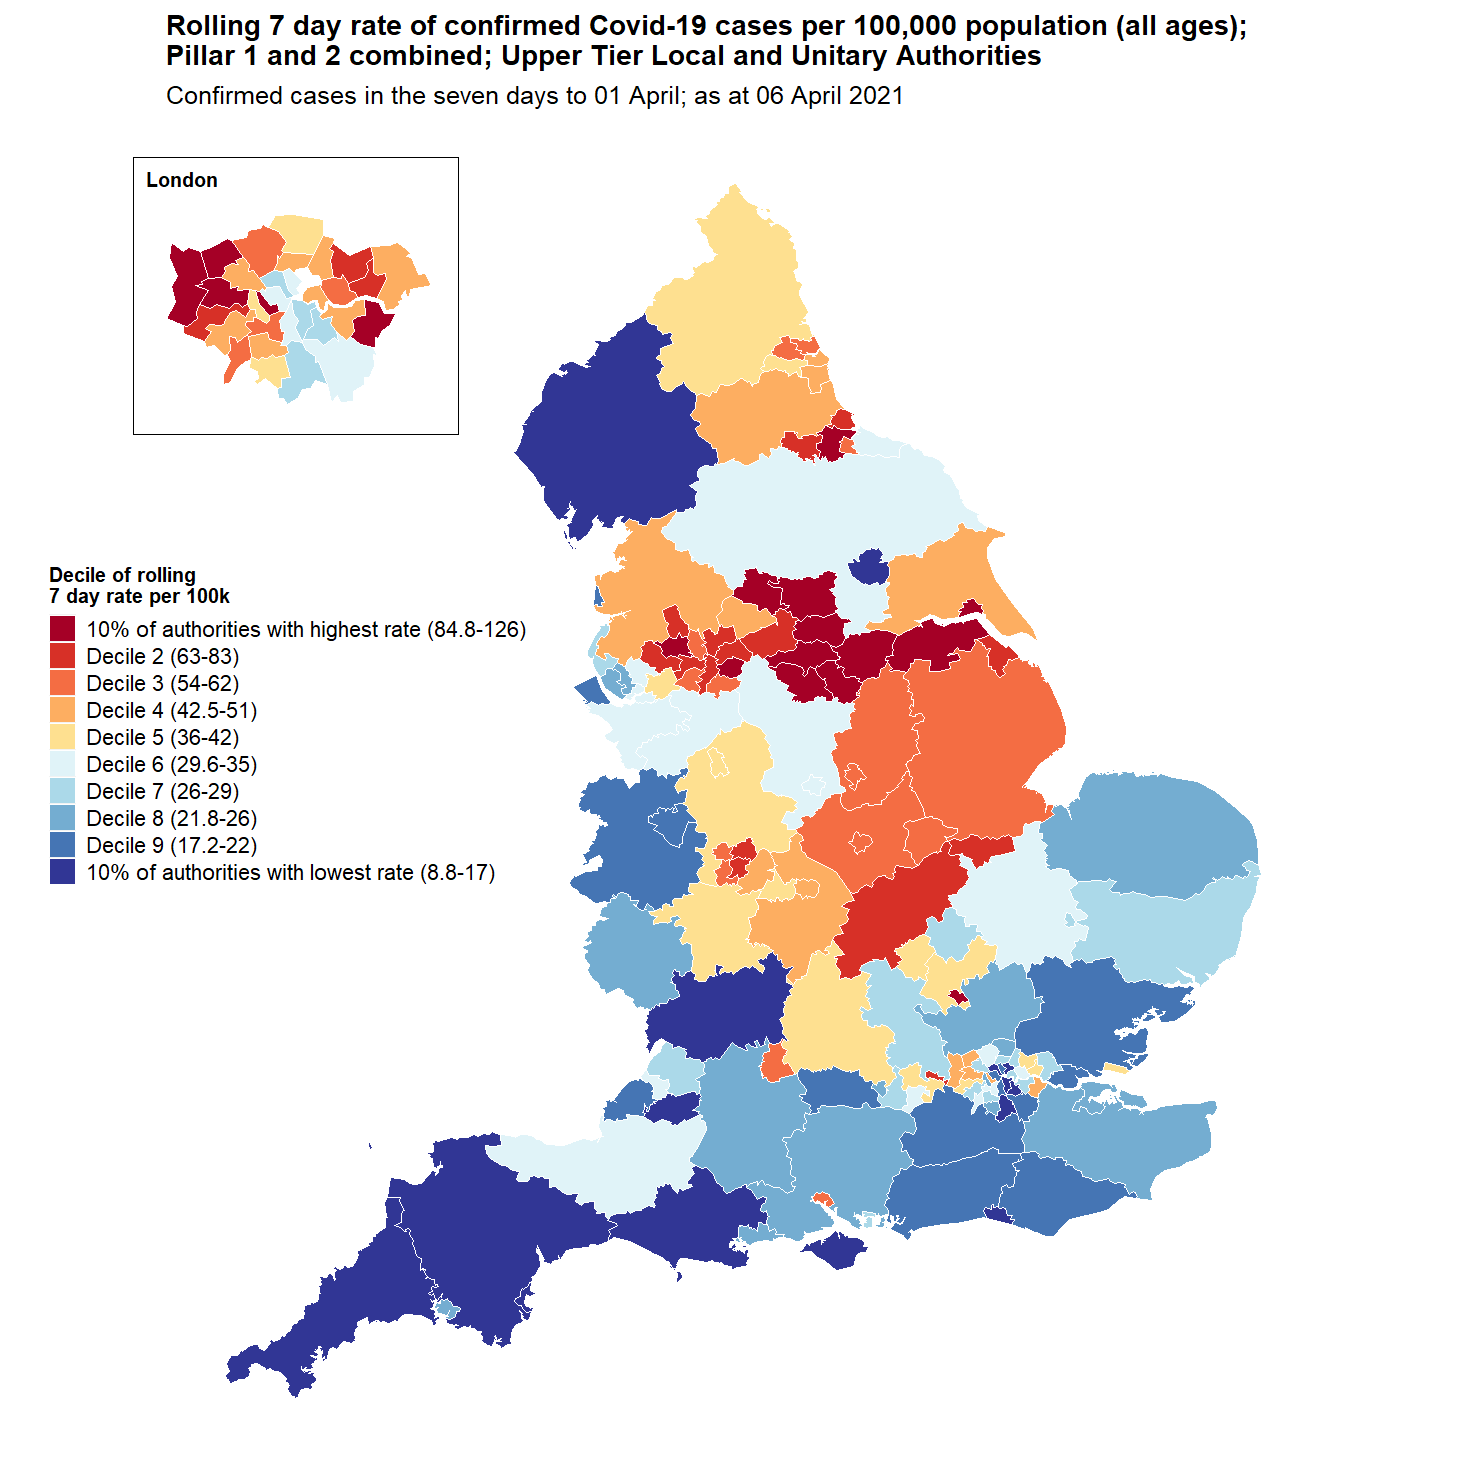 Rolling 7 day rate of confirmed Covid-19 cases per 100,000 population (all ages);
Pillar 1 and 2 combined; Upper Tier Local and Unitary Authorities
Confirmed cases in the seven days to 01 April; as at 06 April 2021
London
Decile of rolling
7 day rate per 100k
10% of authorities with highest rate (84.8-126)
Decile 2 (63-83)
Decile 3 (54-62)
Decile 4 (42.5-51)
Decile 5 (36-42)
Decile 6 (29.6-35)
Decile 7 (26-29)
Decile 8 (21.8-26)
Decile 9 (17.2-22)
10% of authorities with lowest rate (8.8-17)